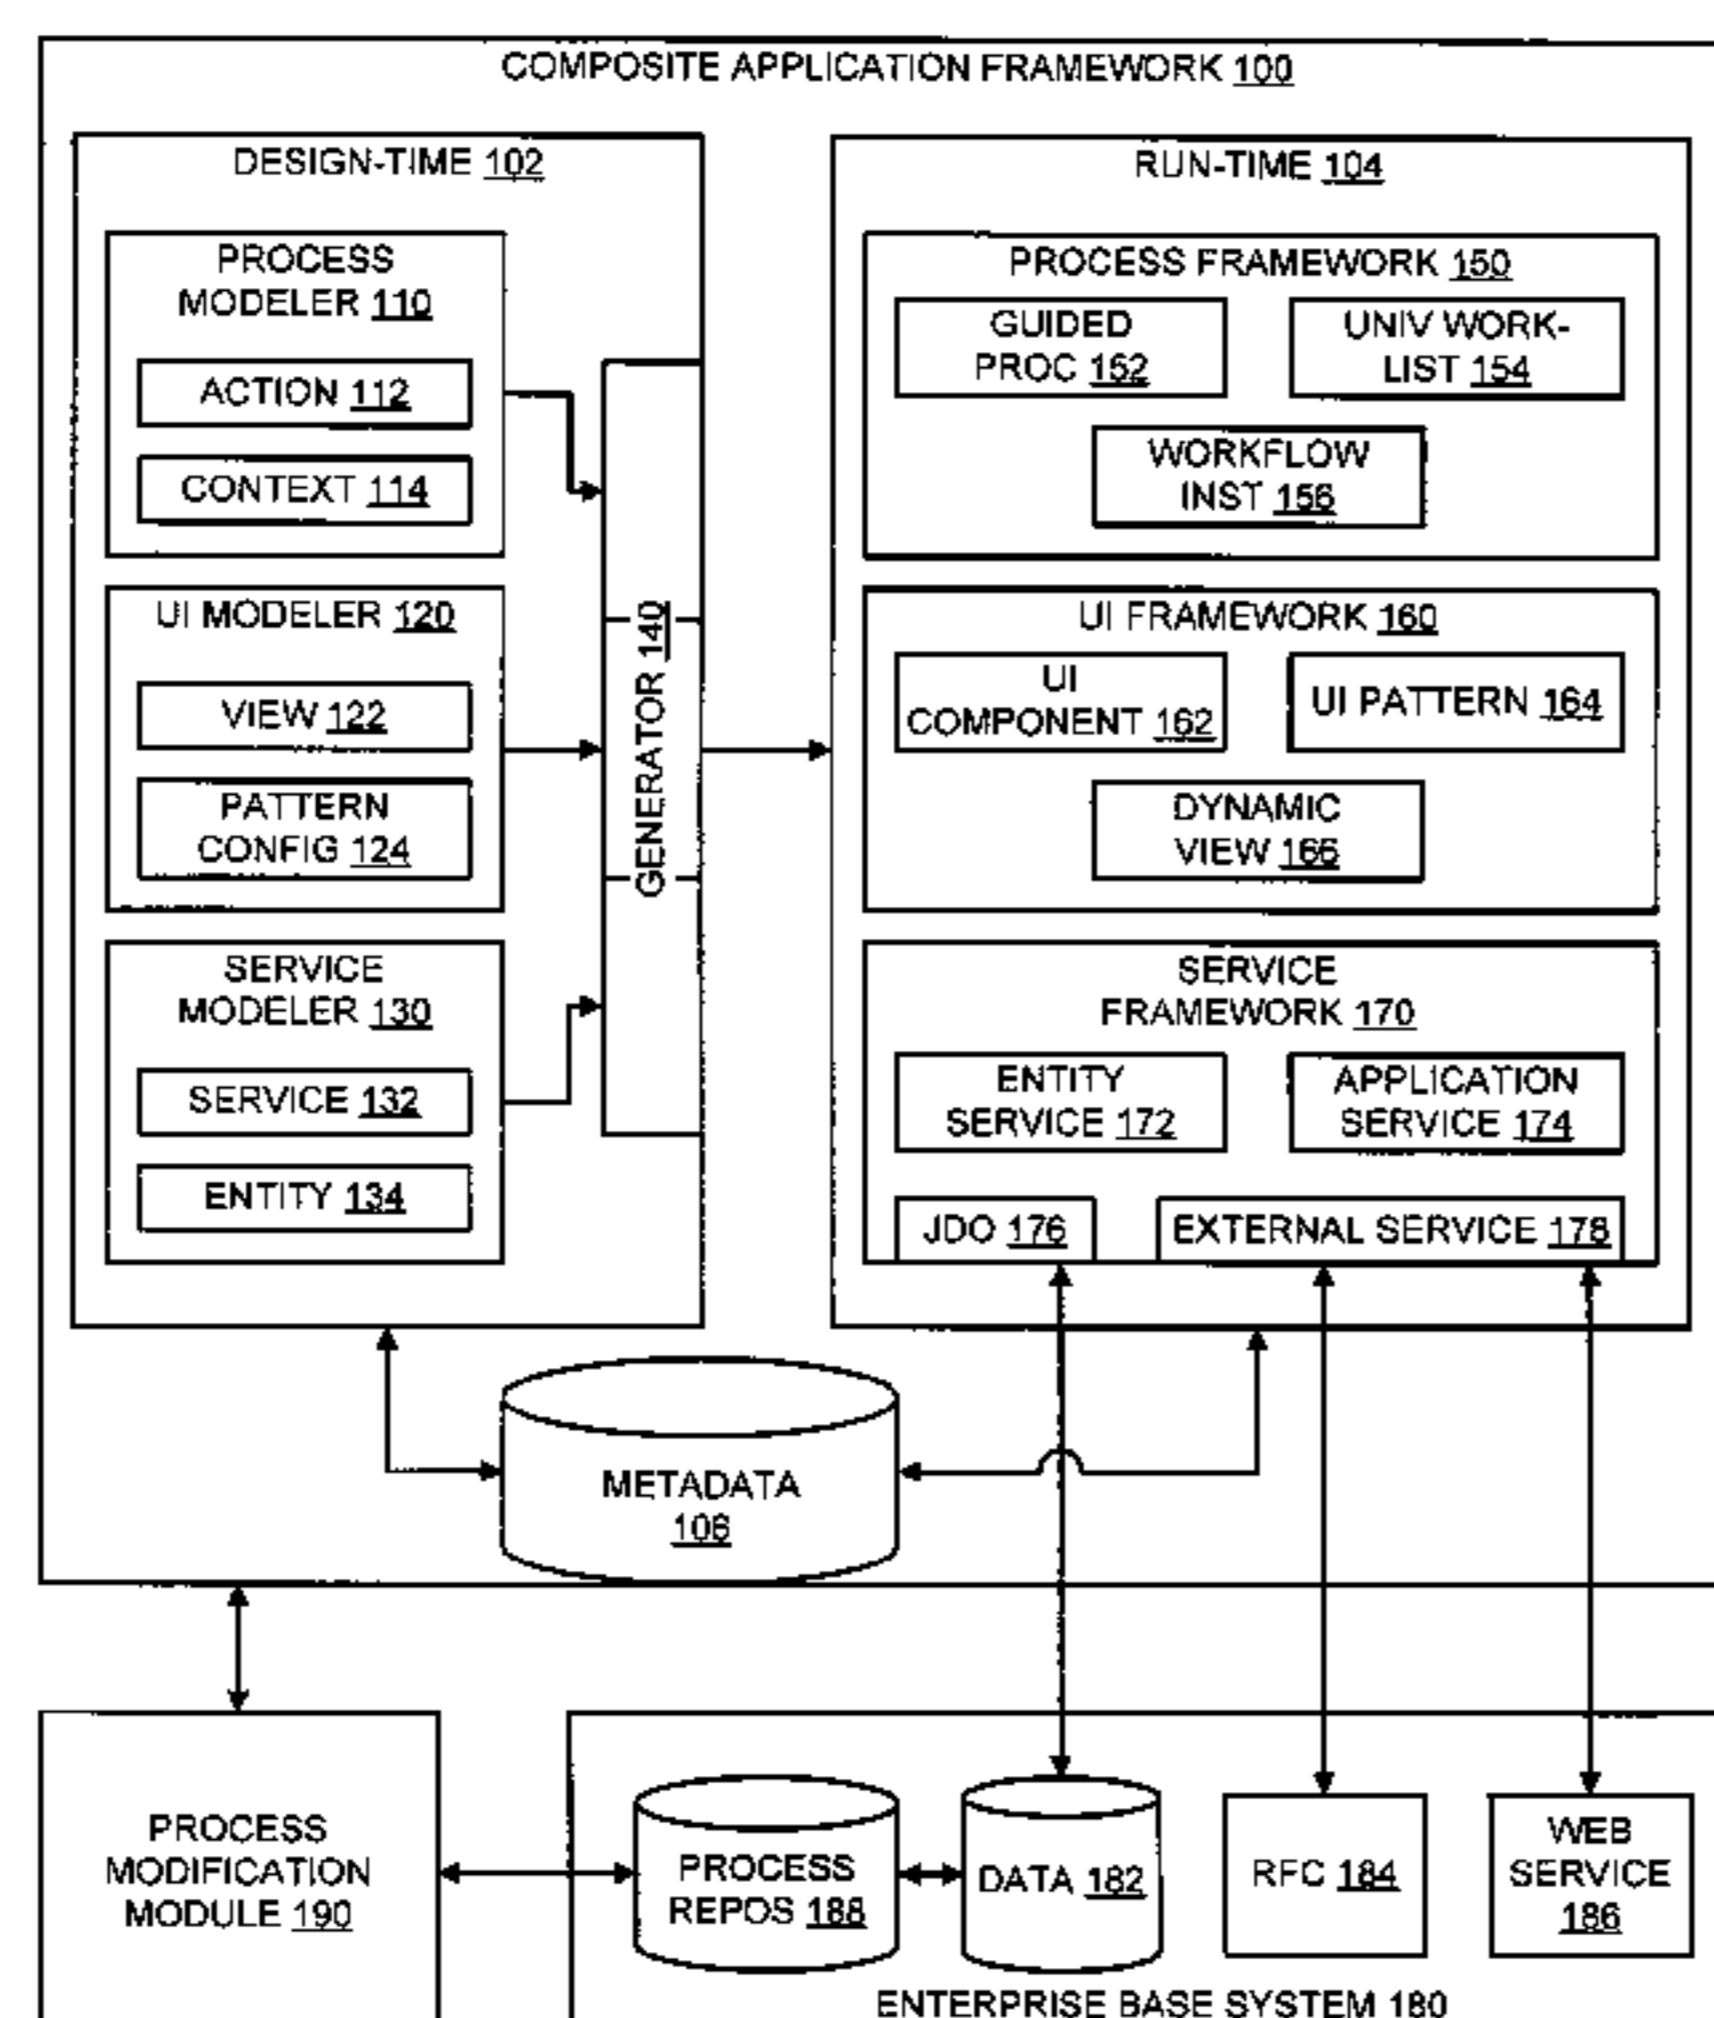 COMPOSITE APPLICATION FRAMEWORK 100
DESIGN-TIME 102
PROCESS
MODELER 110
ACTION 112
CONTEXT 114
UI MODELER 120
VIEW 122
PATTERN
CONFIG 124
SERVICE
MODELER 130
SERVICE 132
ENTITY 134
GENERATOR 140
RUN-TIME 104
PROCESS FRAMEWORK 150
GUIDED
PROC 152
UNIV WORK-
LIST 154
WORKFLOW
INST 156
UI FRAMEWORK 160
UI
COMPONENT 162
UI PATTERN 164
DYNAMIC
VIEW 166
SERVICE
FRAMEWORK 170
ENTITY
SERVICE 172
APPLICATION
SERVICE 174
JDO 176
EXTERNAL SERVICE 178
METADATA
106
PROCESS
MODIFICATION
MODULE 190
PROCESS
REPOS 188
DATA 182
RFC 184
WEB
SERVICE
186
ENTERPRISE BASE SYSTEM 180